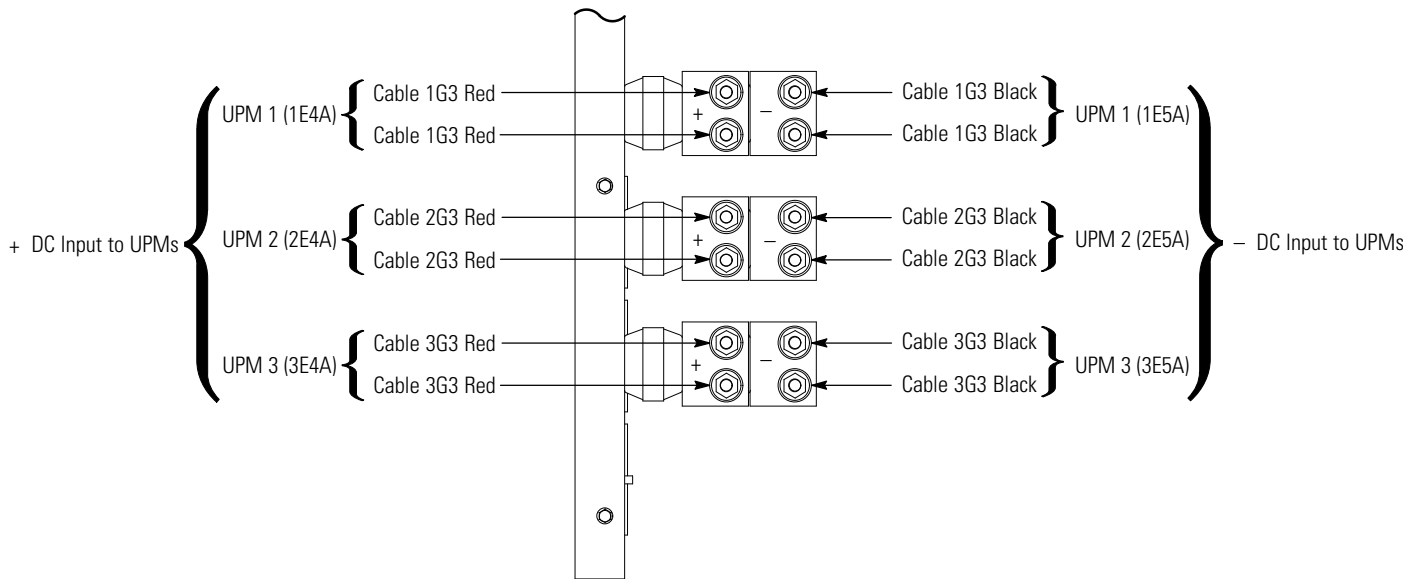 + DC Input to UPMs
UPM 1 (1E4A)
Cable 1G3 Red
Cable 1G3 Red
UPM 2 (2E4A)
Cable 2G3 Red
Cable 2G3 Red
UPM 3 (3E4A)
Cable 3G3 Red
Cable 3G3 Red
+ –
+ –
+ –
Cable 1G3 Black
Cable 1G3 Black
UPM 1 (1E5A)
Cable 2G3 Black
Cable 2G3 Black
UPM 2 (2E5A)
Cable 3G3 Black
Cable 3G3 Black
UPM 3 (3E5A)
– DC Input to UPMs